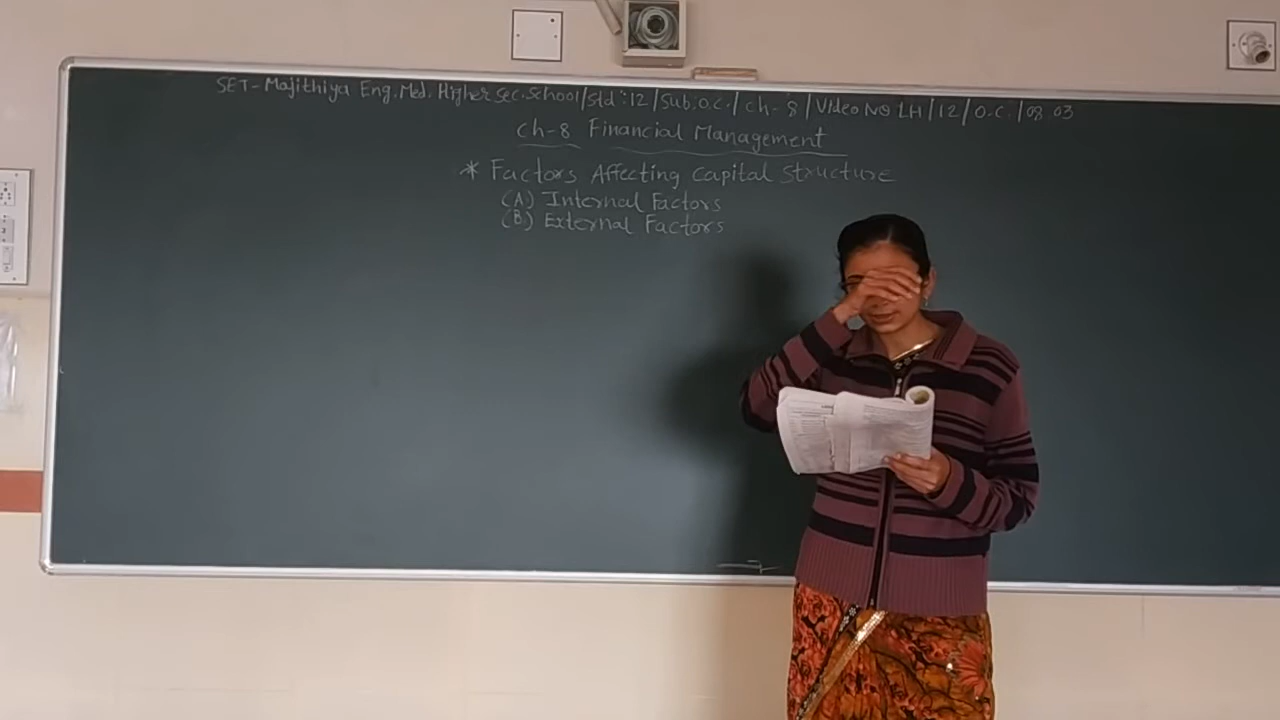 SET-Majithiya Eng.Med. Higher Sec. School/Std:12/Sub.O.C./Ch-8/Video No LH/12/O.C./08.03
Ch-8 Financial Management
* Factors Affecting Capital Structure
(A) Internal Factors
(B) External Factors